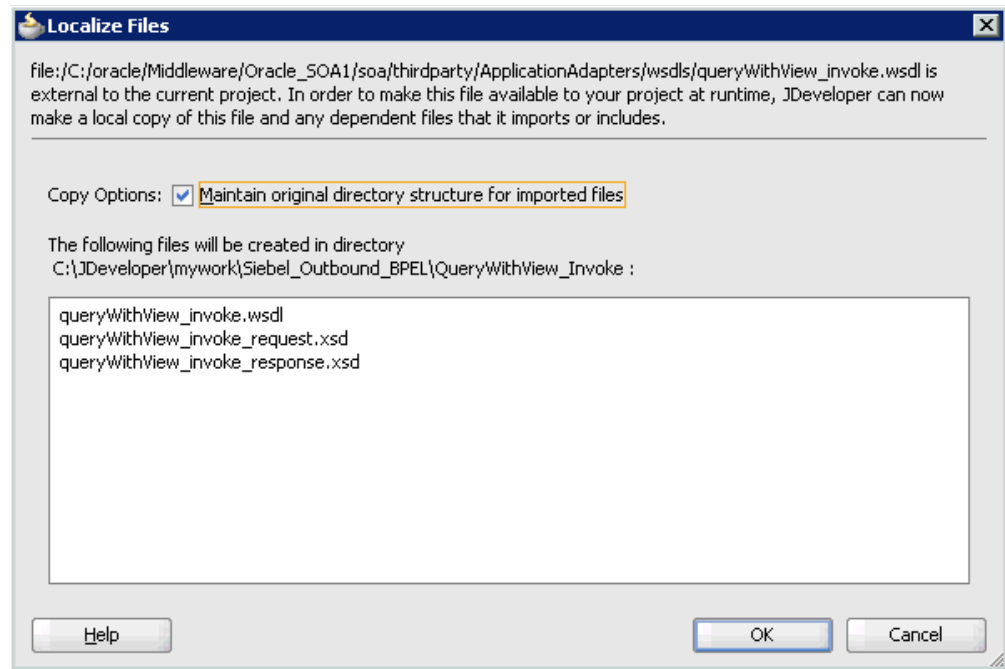 Localize Files
file:/C:/oracle/Middleware/Oracle_SOA1/soa/thirdparty/ApplicationAdapters/wsdls/queryWithView_invoke.wsdl is
external to the current project. In order to make this file available to your project at runtime, JDeveloper can now
make a local copy of this file and any dependent files that it imports or includes.
Copy Options: Maintain original directory structure for imported files
The following files will be created in directory
C:\JDeveloper\mywork\Siebel_Outbound_BPEL\QueryWithView_Invoke :
queryWithView_invoke.wsdl
queryWithView_invoke_request.xsd
queryWithView_invoke_response.xsd
Help OK Cancel